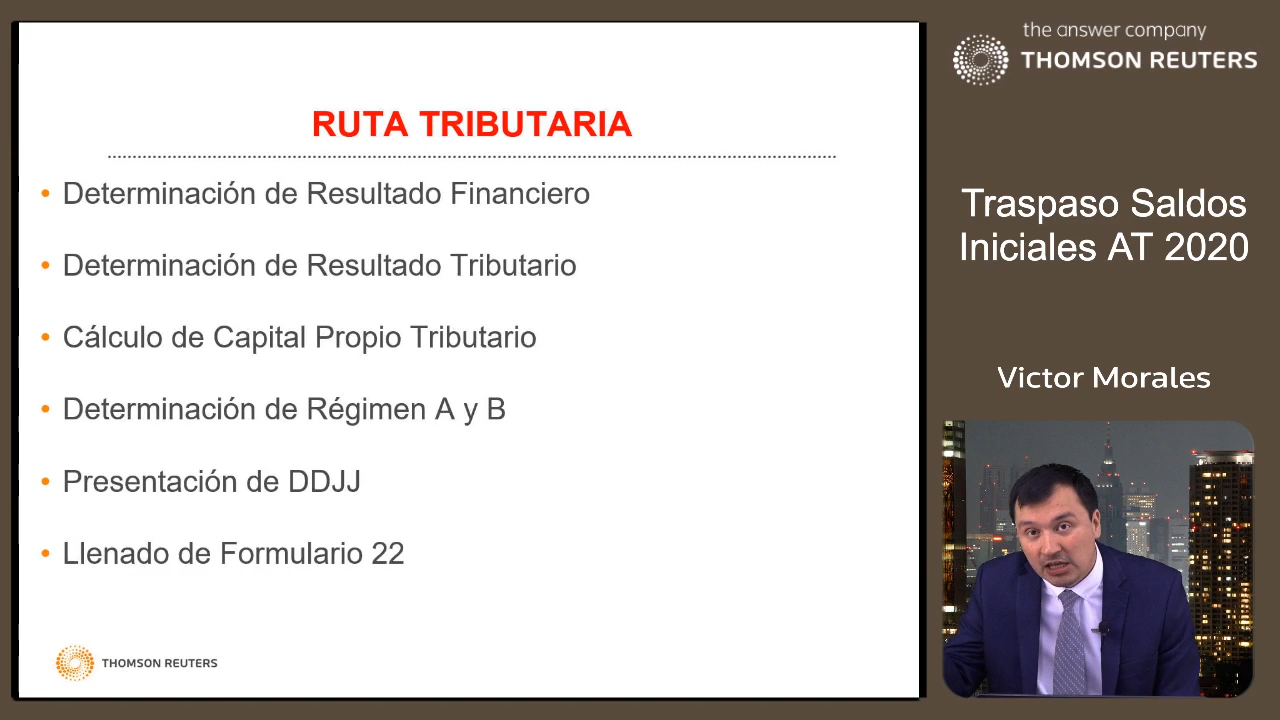 RUTA TRIBUTARIA
• Determinación de Resultado Financiero
• Determinación de Resultado Tributario
• Cálculo de Capital Propio Tributario
• Determinación de Régimen A y B
• Presentación de DDJJ
• Llenado de Formulario 22
THOMSON REUTERS
the answer company
THOMSON REUTERS
Traspaso Saldos
Iniciales AT 2020
Victor Morales